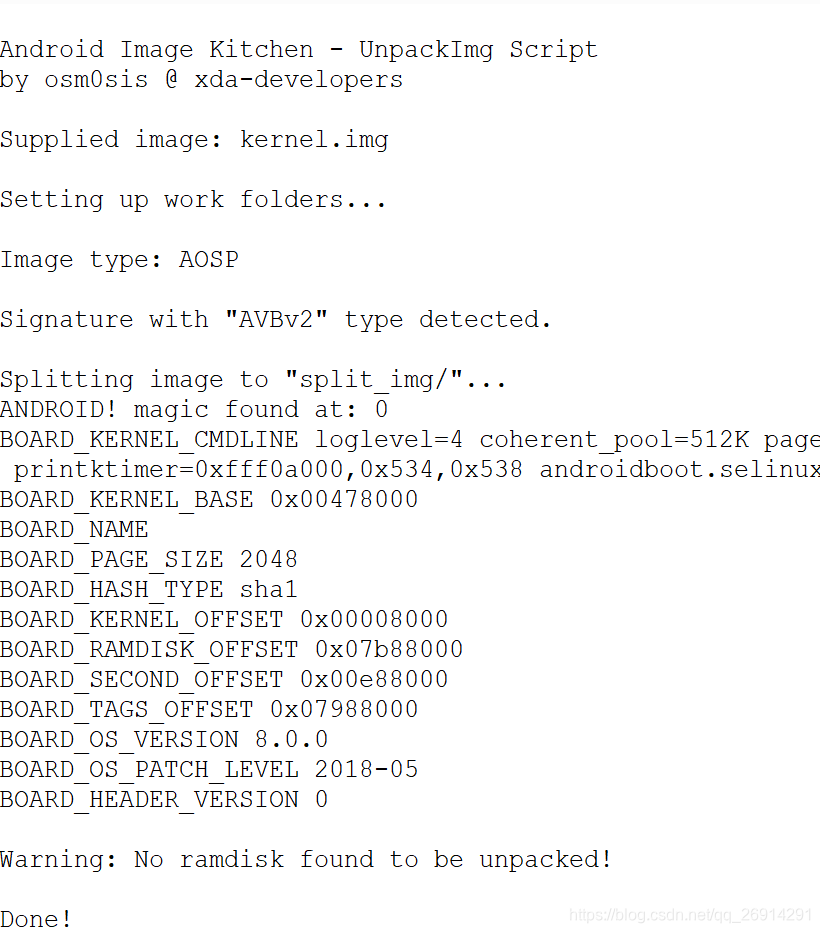 Android Image Kitchen - UnpackImg Script
by osm0sis @ xda-developers
Supplied image: kernel.img
Setting up work folders...
Image type: AOSP
Signature with "AVBv2" type detected.
Splitting image to "split_img/"...
ANDROID! magic found at: 0
BOARD_KERNEL_CMDLINE loglevel=4 coherent_pool=512K page
printktimer=0xfff0a000,0x534,0x538 androidboot.selinux
BOARD_KERNEL_BASE 0x00478000
BOARD_NAME
BOARD_PAGE_SIZE 2048
BOARD_HASH_TYPE sha1
BOARD_KERNEL_OFFSET 0x00008000
BOARD_RAMDISK_OFFSET 0x07b88000
BOARD_SECOND_OFFSET 0x00e88000
BOARD_TAGS_OFFSET 0x07988000
BOARD_OS_VERSION 8.0.0
BOARD_OS_PATCH_LEVEL 2018-05
BOARD_HEADER_VERSION 0
Warning: No ramdisk found to be unpacked!
Done!
https://blog.csdn.net/qq_26914291